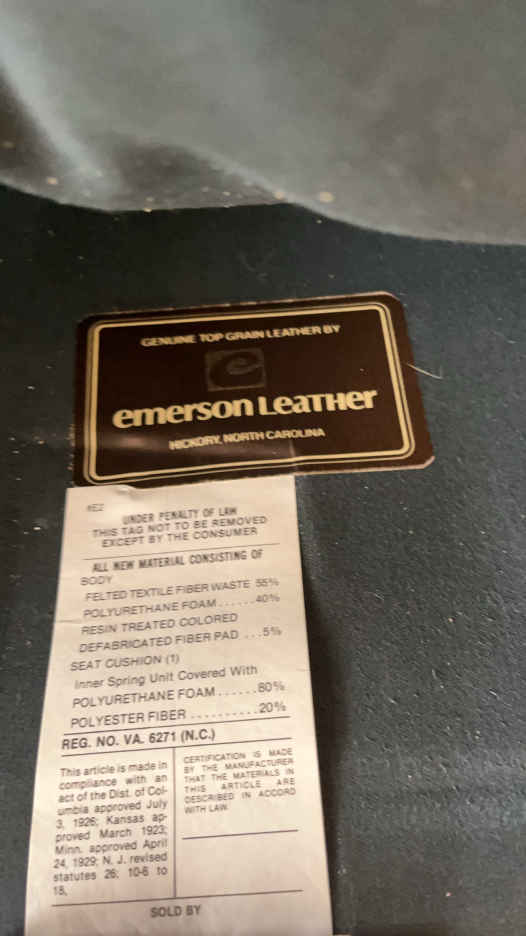 GENUINE TOP GRAIN LEATHER BY
e
emerson Leather
HICKORY, NORTH CAROLINA
#E2
UNDER PENALTY OF LAW
THIS TAG NOT TO BE REMOVED
EXCEPT BY THE CONSUMER
ALL NEW MATERIAL CONSISTING OF
BODY
FELTED TEXTILE FIBER WASTE 55%
POLYURETHANE FOAM......40%
RESIN TREATED COLORED
DEFABRICATED FIBER PAD ...5%
SEAT CUSHION (1)
Inner Spring Unit Covered With
POLYURETHANE FOAM......80%
POLYESTER FIBER ..........20%
REG. NO. VA. 6271 (N.C.)
This article is made in
compliance with an
act of the Dist. of Col-
umbia approved July
3, 1926; Kansas ap-
proved March 1923;
Minn. approved April
24, 1929; N. J. revised
statutes 26: 10-6 to
18,
CERTIFICATION IS MADE
BY THE MANUFACTURER
THAT THE MATERIALS IN
THIS ARTICLE ARE
DESCRIBED IN ACCORD
WITH LAW.
SOLD BY